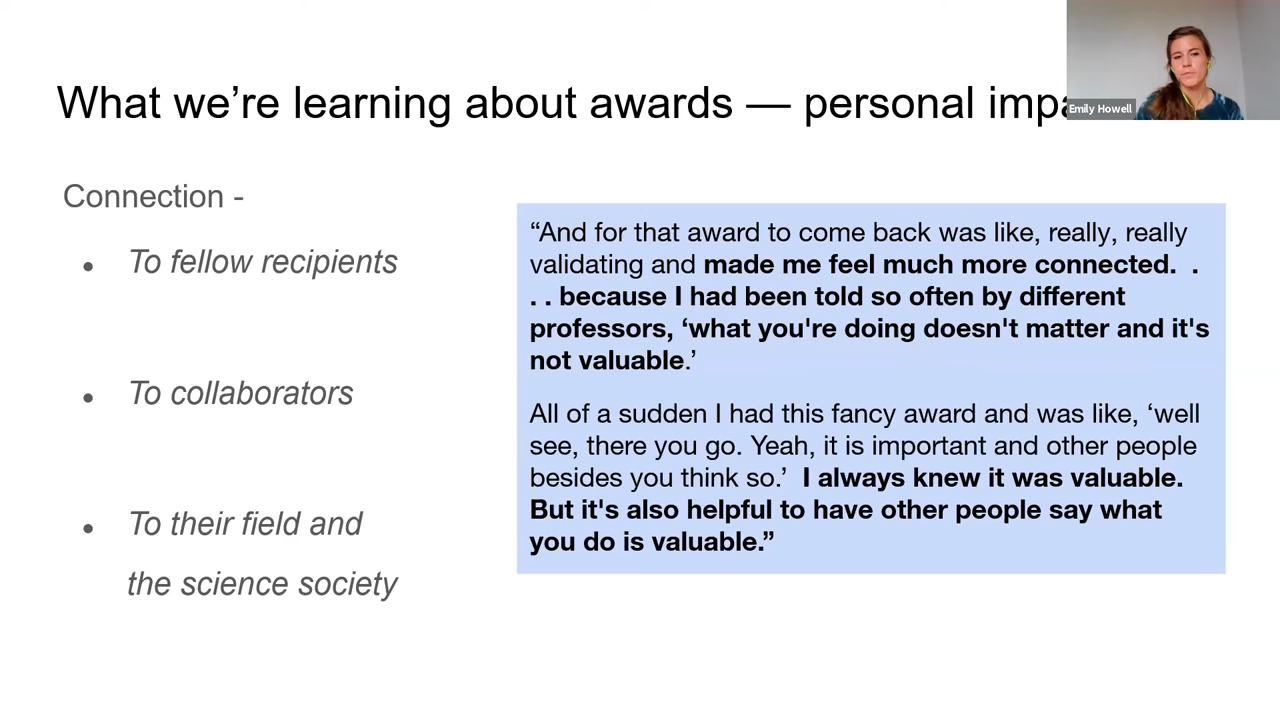 What we’re learning about awards — personal impa
Emily Howell
Connection -
● To fellow recipients
● To collaborators
● To their field and
the science society
“And for that award to come back was like, really, really
validating and made me feel much more connected. .
. . because I had been told so often by different
professors, ‘what you're doing doesn't matter and it's
not valuable.’
All of a sudden I had this fancy award and was like, ‘well
see, there you go. Yeah, it is important and other people
besides you think so.’ I always knew it was valuable.
But it's also helpful to have other people say what
you do is valuable.”